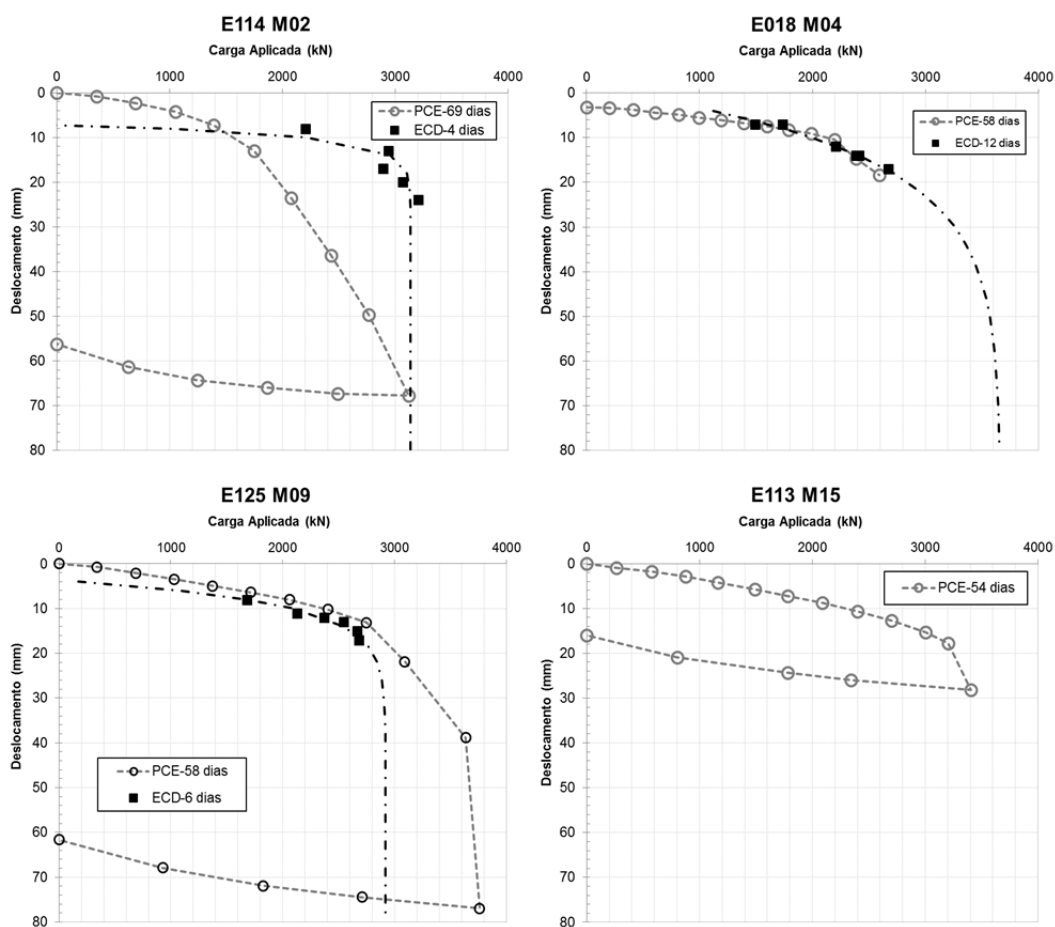 E114 M02
Carga Aplicada (kN)
0 1000 2000 3000 4000
0
10
20
30
40
50
60
70
80
Deslocamento (mm)
PCE-69 dias
ECD-4 dias
E018 M04
Carga Aplicada (kN)
0 1000 2000 3000 4000
0
10
20
30
40
50
60
70
80
Deslocamento (mm)
PCE-58 dias
ECD-12 dias
E125 M09
Carga Aplicada (kN)
0 1000 2000 3000 4000
0
10
20
30
40
50
60
70
80
Deslocamento (mm)
PCE-58 dias
ECD-6 dias
E113 M15
Carga Aplicada (kN)
0 1000 2000 3000 4000
0
10
20
30
40
50
60
70
80
Deslocamento (mm)
PCE-54 dias